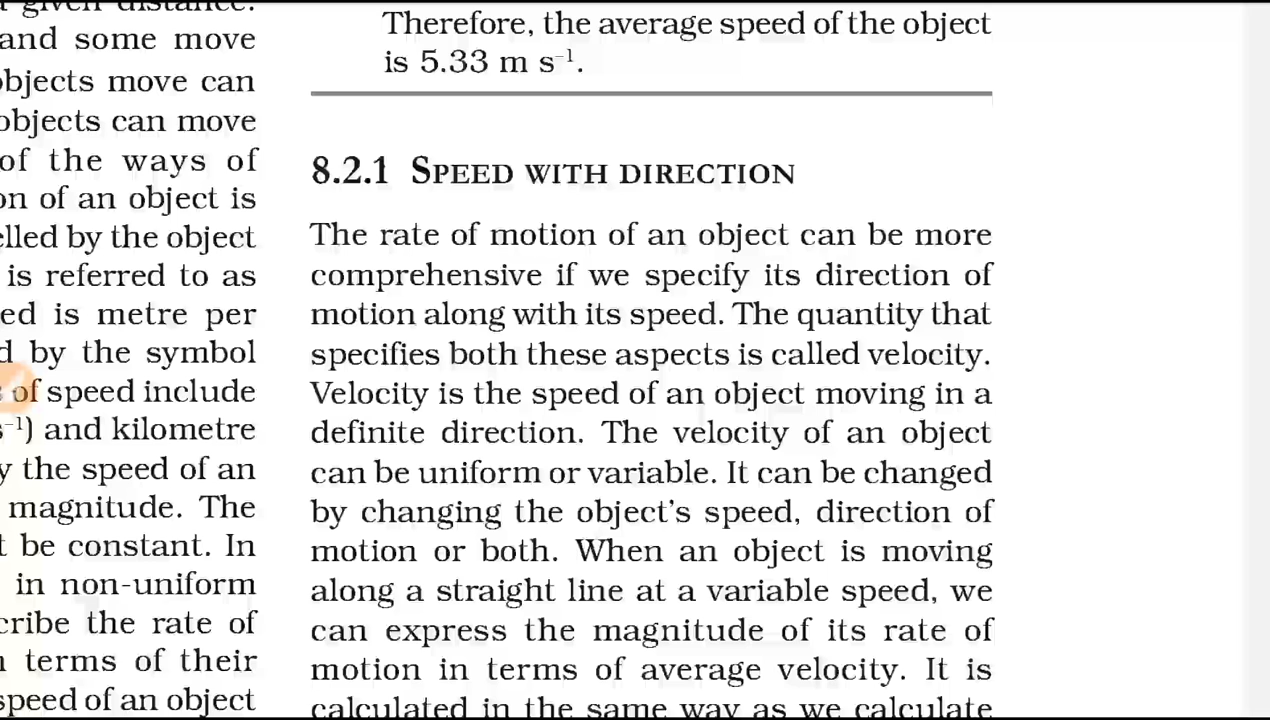 a given distance.
and some move
objects move can
objects can move
of the ways of
on of an object is
elled by the object
is referred to as
ed is metre per
d by the symbol
of speed include
s⁻¹) and kilometre
y the speed of an
magnitude. The
t be constant. In
in non-uniform
cribe the rate of
n terms of their
speed of an object
Therefore, the average speed of the object
is 5.33 m s⁻¹.
8.2.1 SPEED WITH DIRECTION
The rate of motion of an object can be more
comprehensive if we specify its direction of
motion along with its speed. The quantity that
specifies both these aspects is called velocity.
Velocity is the speed of an object moving in a
definite direction. The velocity of an object
can be uniform or variable. It can be changed
by changing the object's speed, direction of
motion or both. When an object is moving
along a straight line at a variable speed, we
can express the magnitude of its rate of
motion in terms of average velocity. It is
calculated in the same way as we calculate